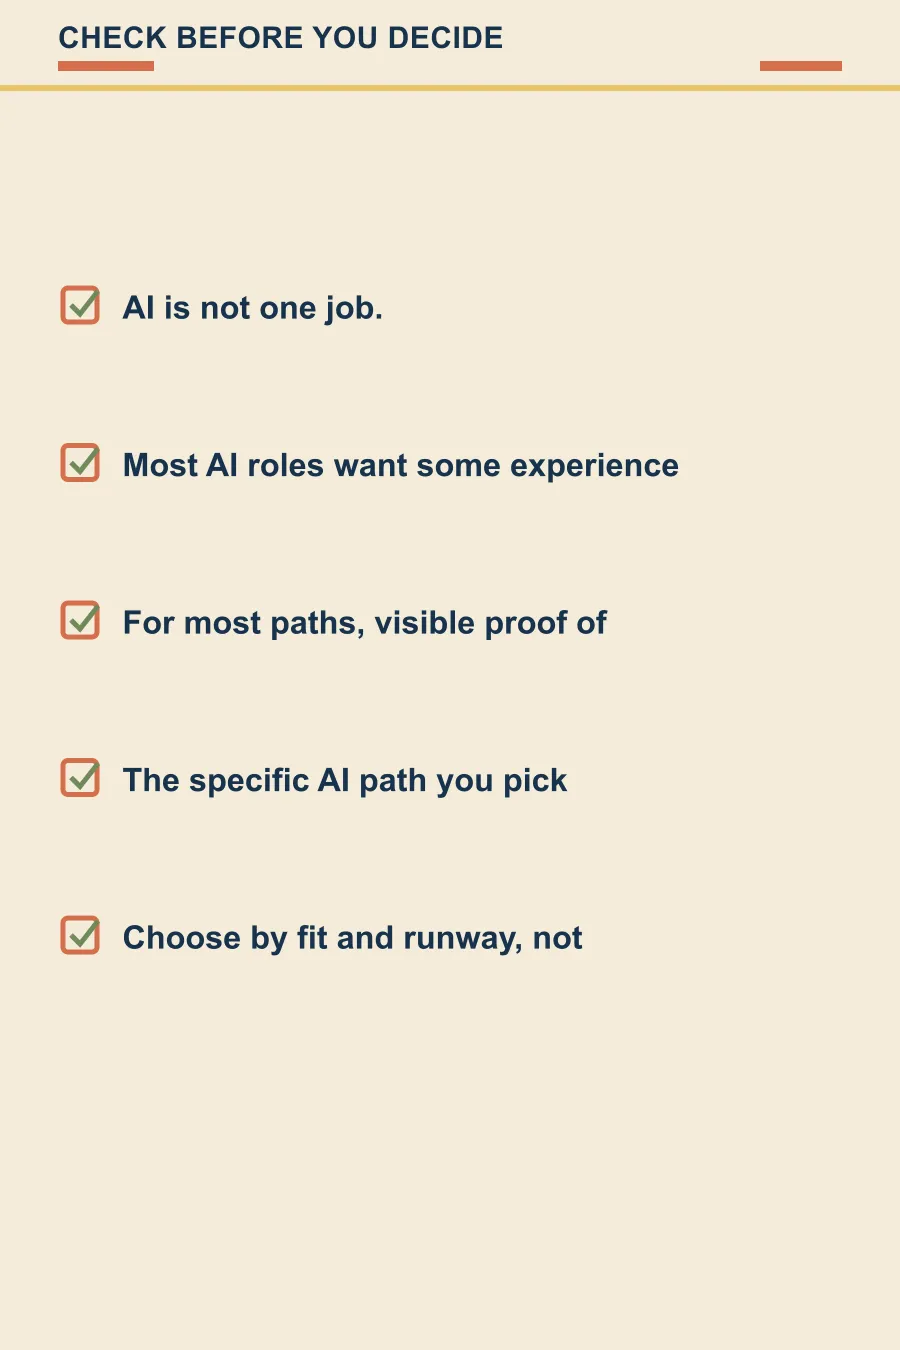 CHECK BEFORE YOU DECIDE
AI is not one job.
Most AI roles want some experience
For most paths, visible proof of
The specific AI path you pick
Choose by fit and runway, not